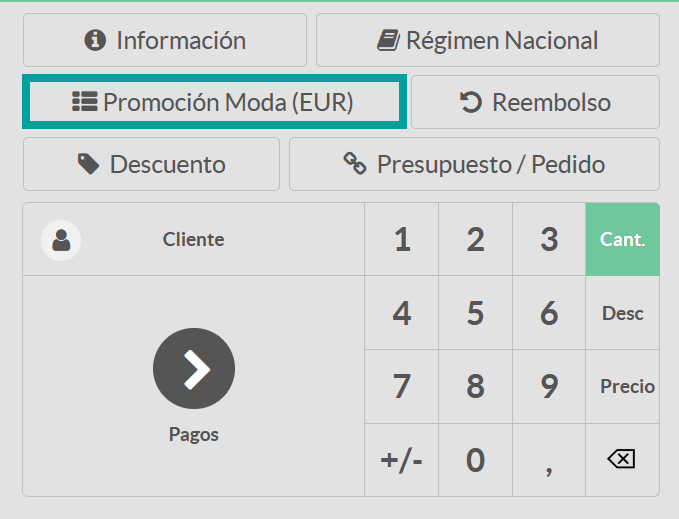 Información
Régimen Nacional
Promoción Moda (EUR)
Reembolso
Descuento
Presupuesto / Pedido
Cliente
1 2 3 Cant.
4 5 6 Desc
7 8 9 Precio
Pagos
+/- 0 ,